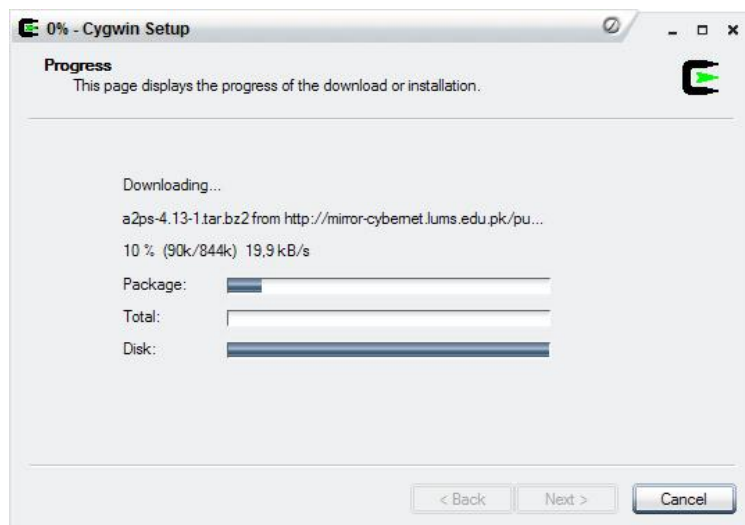 0% - Cygwin Setup
Progress
This page displays the progress of the download or installation.
Downloading...
a2ps-4.13-1.tar.bz2 from http://mirror-cybernet.lums.edu.pk/pu...
10 % (90k/844k) 19,9 kB/s
Package:
Total:
Disk:
< Back Next > Cancel